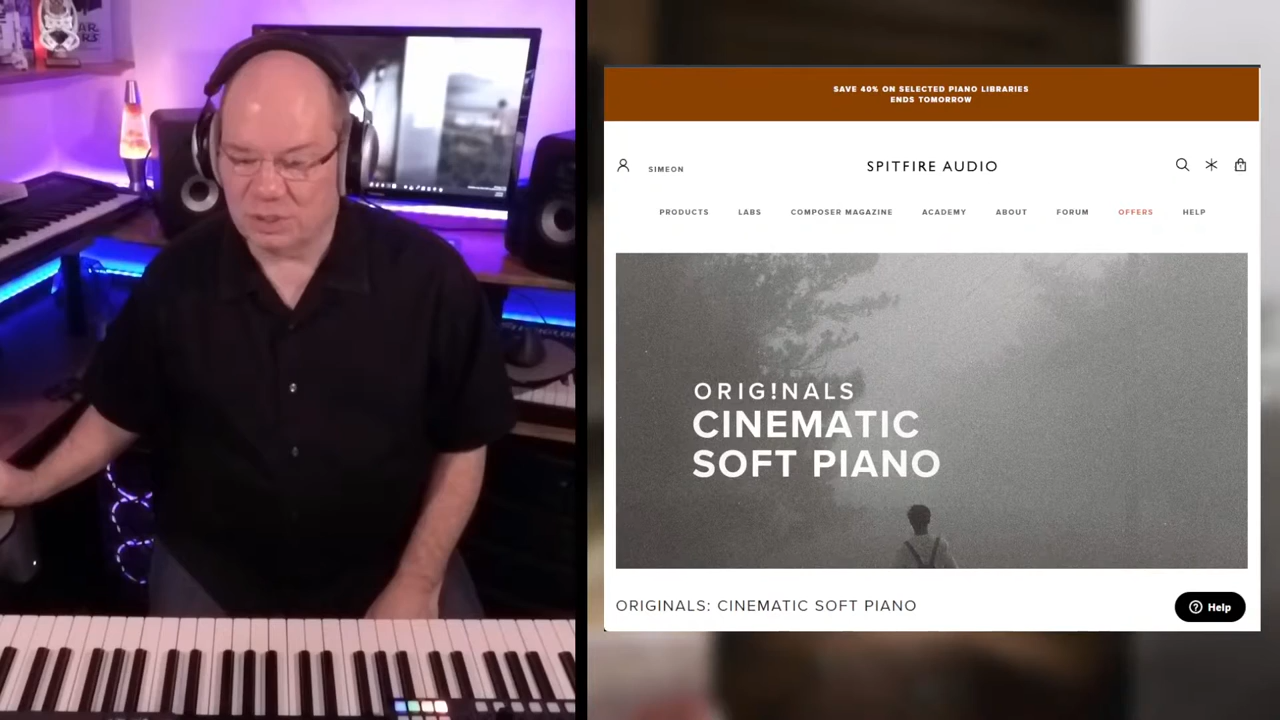 SAVE 40% ON SELECTED PIANO LIBRARIES
ENDS TOMORROW
SIMEON
SPITFIRE AUDIO
PRODUCTS LABS COMPOSER MAGAZINE ACADEMY ABOUT FORUM OFFERS HELP
ORIG!NALS
CINEMATIC
SOFT PIANO
ORIGINALS: CINEMATIC SOFT PIANO
Help